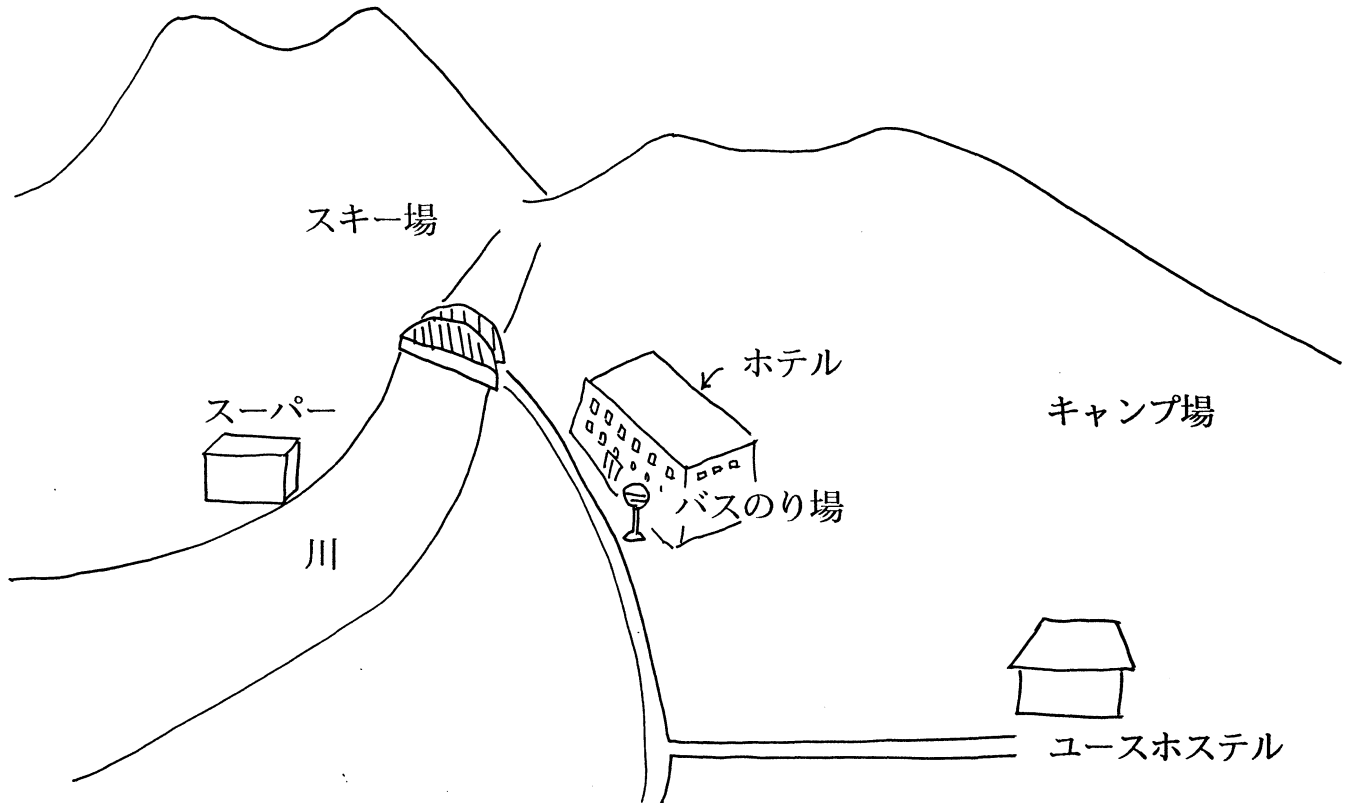 スキー場
ホテル
スーパー
キャンプ場
バスのり場
川
ユースホステル